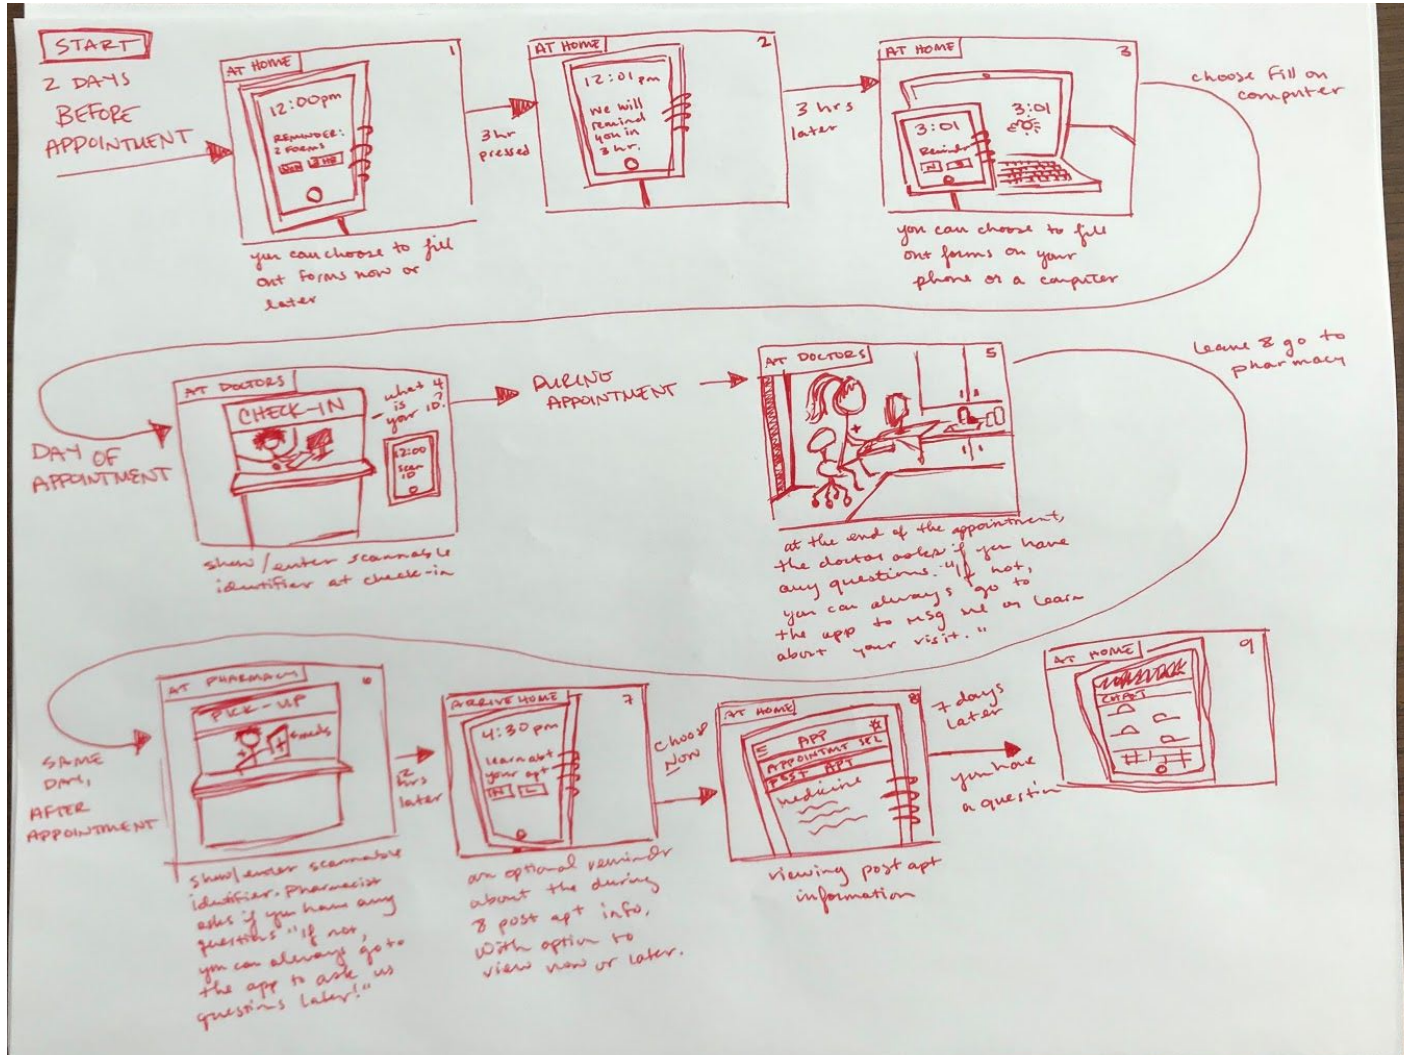 START
2 DAYS
BEFORE
APPOINTMENT
AT HOME
1
12:00pm
REMINDER:
2 FORMS
NOW 3 HR
you can choose to fill
out forms now or
later
3hr
pressed
AT HOME
2
12:01 pm
we will
remind
you in
3 hr.
3 hrs
later
AT HOME
3
3:01
3:01
Reminder
N 3
you can choose to fill
out forms on your
phone or a computer
choose Fill on
computer
DAY OF
APPOINTMENT
AT DOCTORS
4
CHECK-IN
what
is
your ID?
12:00
scan
ID
show/enter scannable
identifier at check-in
DURING
APPOINTMENT
AT DOCTORS
5
at the end of the appointment,
the doctor asks if you have
any questions. "If not,
you can always go to
the app to msg me or learn
about your visit."
leave & go to
pharmacy
SAME
DAY,
AFTER
APPOINTMENT
AT PHARMACY
6
PICK-UP
meds
show/enter scannable
identifier. Pharmacist
asks if you have any
questions "if not,
you can always go to
the app to ask us
questions later!"
2
hrs
later
ARRIVE HOME
7
4:30 pm
learn abt
your apt
N L
an optional reminder
about the during
& post apt info,
with option to
view now or later.
choose
Now
AT HOME
8
APP
APPOINTMT SEL
POST APT
medicine
viewing post apt
information
7 days
later
you have
a question
AT HOME
9
CHAT